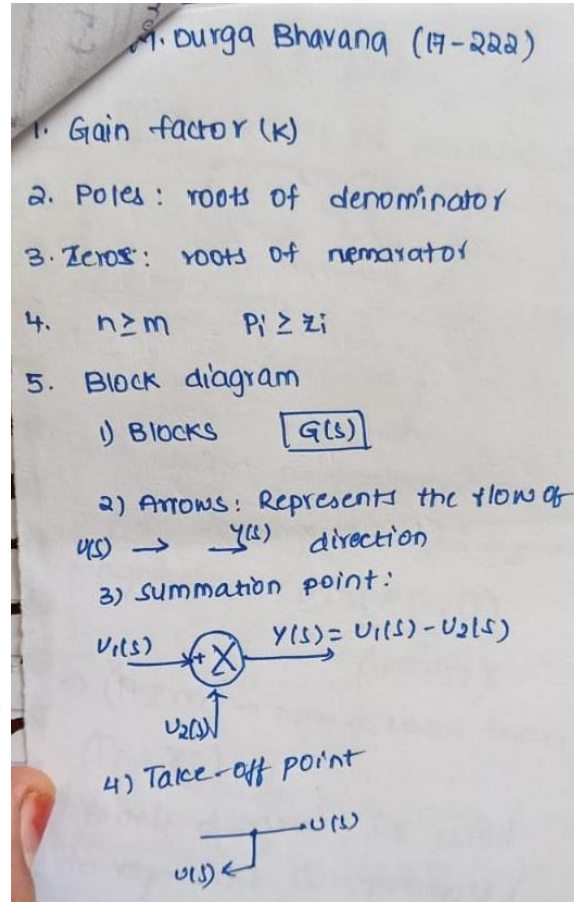 M. Durga Bhavana (17-222)
1. Gain factor (K)
2. Poles: roots of denominator
3. Zeros: roots of nemarator
4. n≥m Pi ≥ zi
5. Block diagram
1) Blocks G(s)
2) Arrows: Represents the flow of
U(s) → y(s) direction
3) Summation point:
U1(s) + X Y(s) = U1(s) - U2(s)
U2(s)
4) Take-off point
U(s)
U(s)